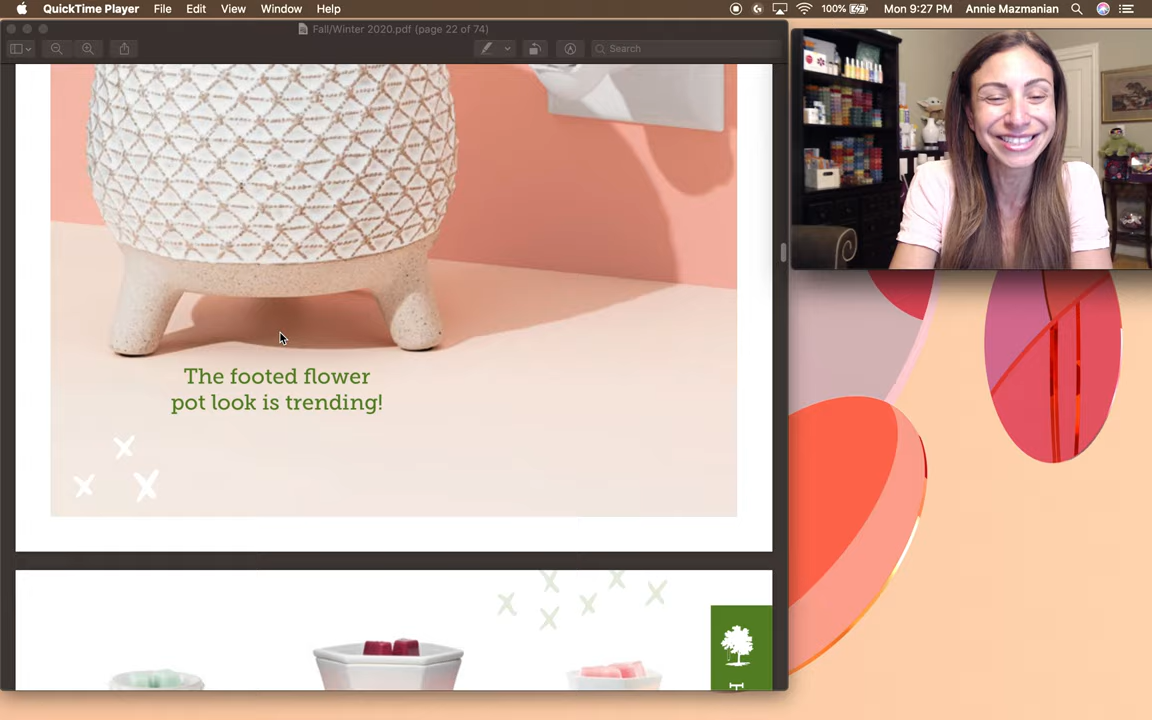 QuickTime Player File Edit View Window Help 100% Mon 9:27 PM Annie Mazmanian
Fall/Winter 2020.pdf (page 22 of 74)
Search
The footed flower
pot look is trending!